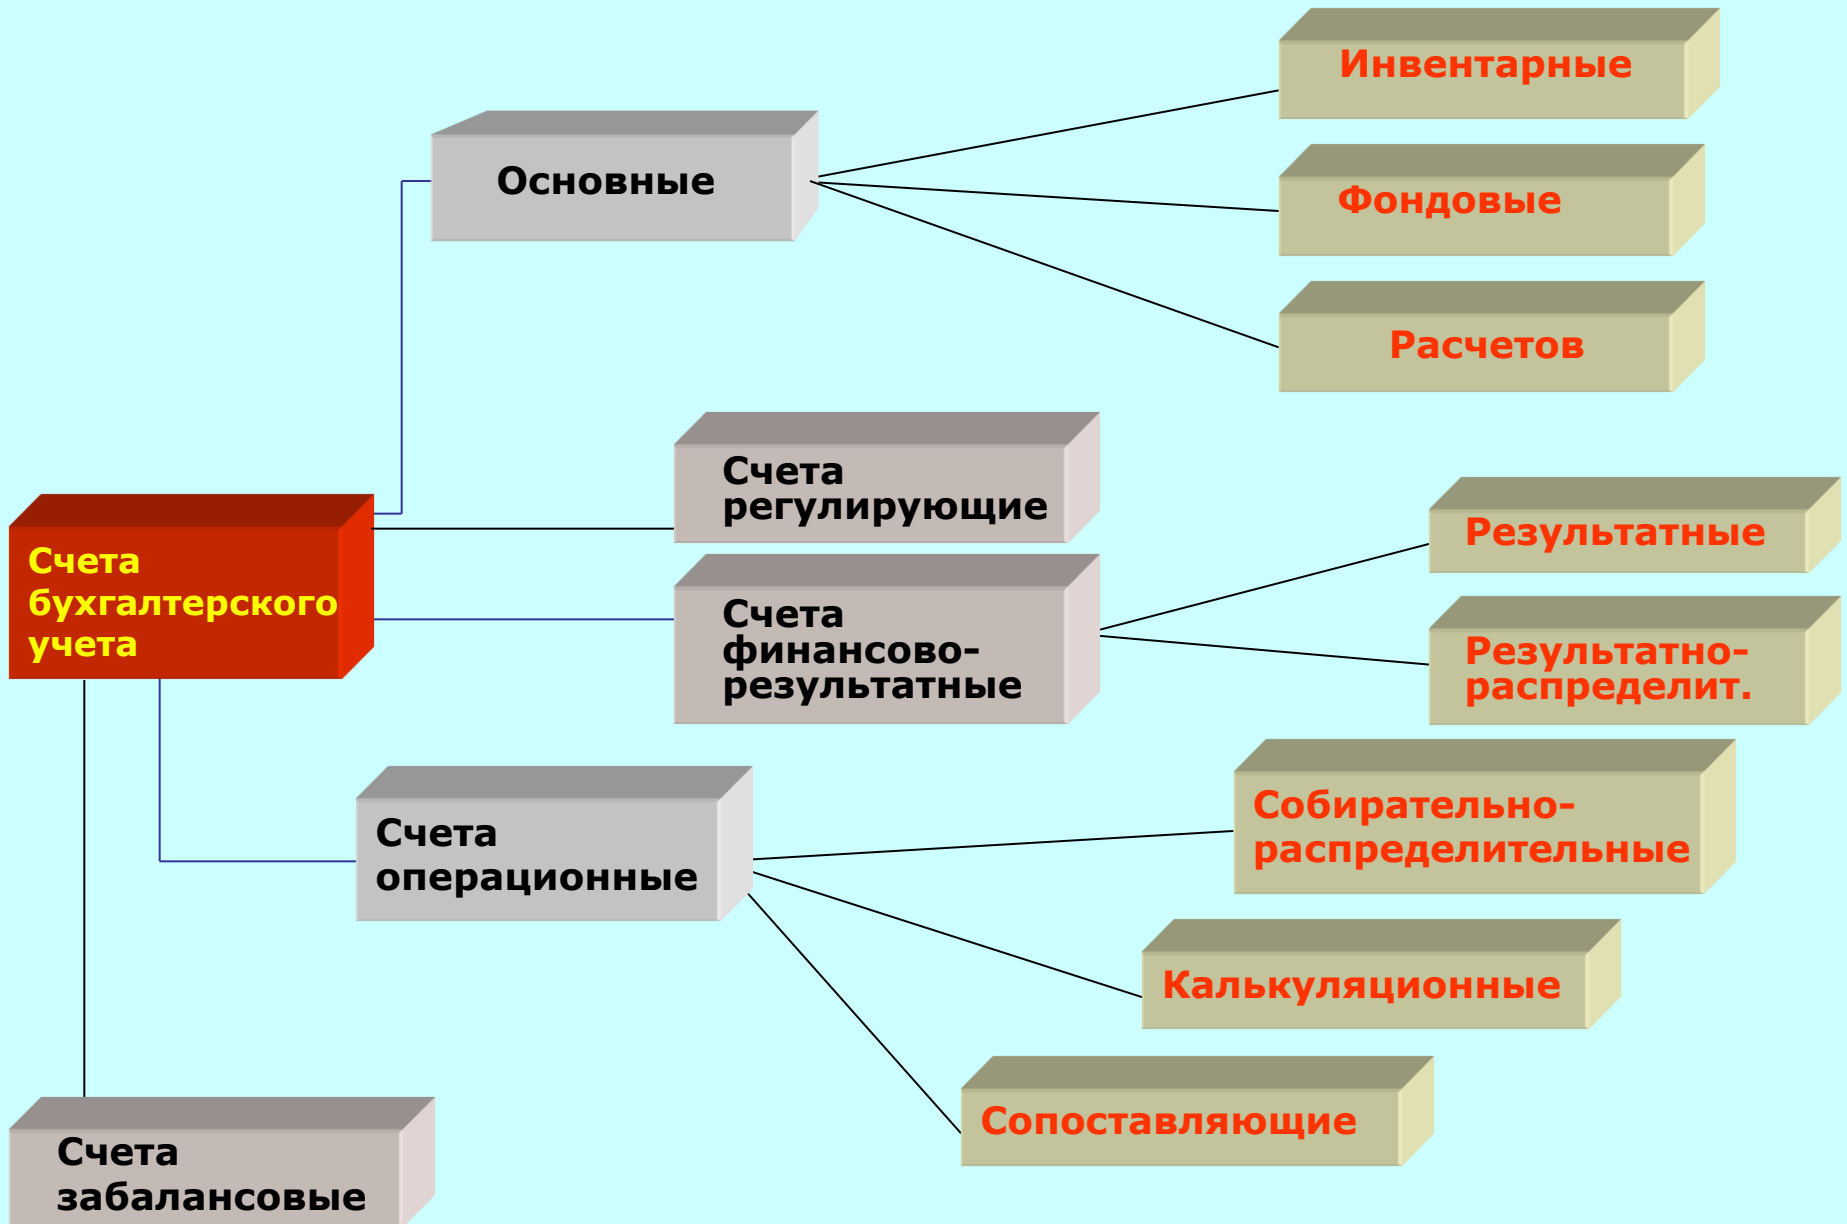 Инвентарные
Основные
Фондовые
Расчетов
Счета
регулирующие
Счета
бухгалтерского
учета
Счета
финансово-
результатные
Результатные
Результатно-
распределит.
Счета
операционные
Собирательно-
распределительные
Калькуляционные
Сопоставляющие
Счета
забалансовые